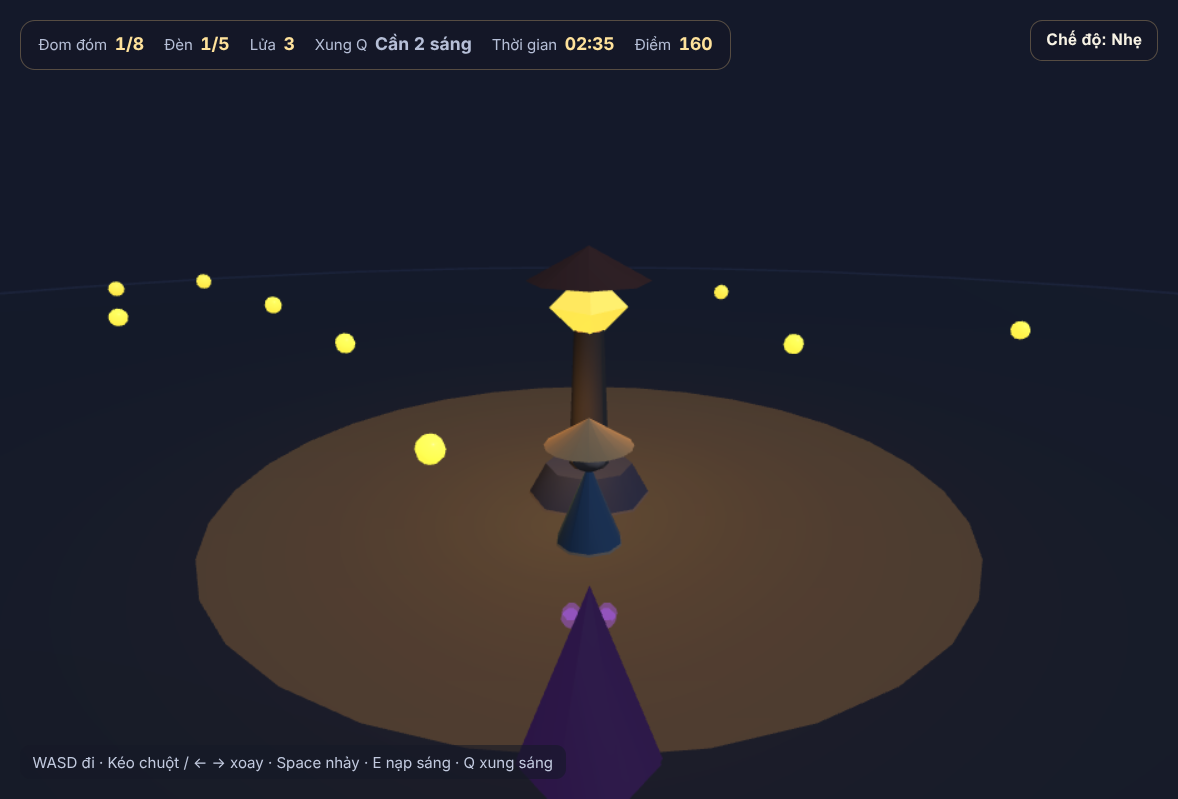 Đom đóm 1/8 Đèn 1/5 Lửa 3 Xung Q Cần 2 sáng Thời gian 02:35 Điểm 160
Chế độ: Nhẹ
WASD đi · Kéo chuột / ← → xoay · Space nhảy · E nạp sáng · Q xung sáng